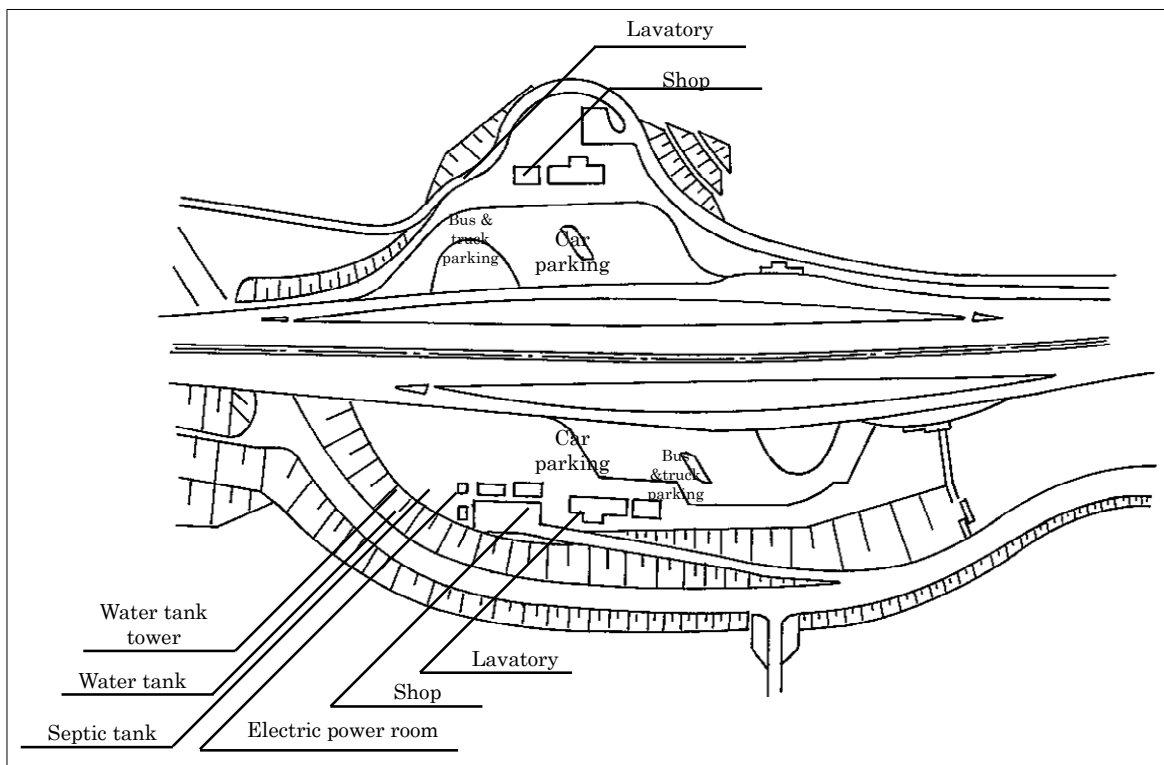 Lavatory
Shop
Bus &
truck
parking
Car
parking
Car
parking
Bus
&truck
parking
Water tank
tower
Water tank
Septic tank
Lavatory
Shop
Electric power room